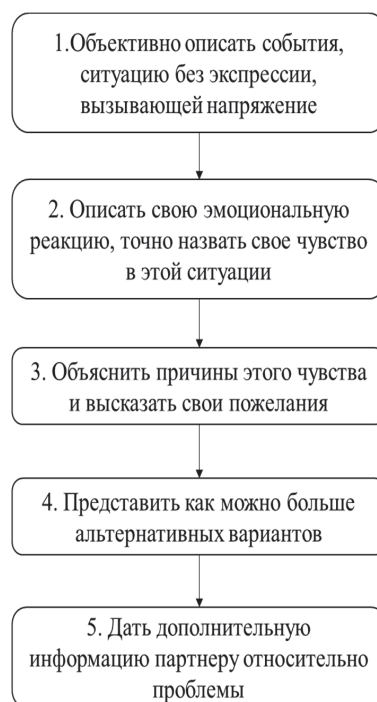 1.Объективно описать события,
ситуацию без экспрессии,
вызывающей напряжение
2. Описать свою эмоциональную
реакцию, точно назвать свое чувство
в этой ситуации
3. Объяснить причины этого чувства
и высказать свои пожелания
4. Представить как можно больше
альтернативных вариантов
5. Дать дополнительную
информацию партнеру относительно
проблемы